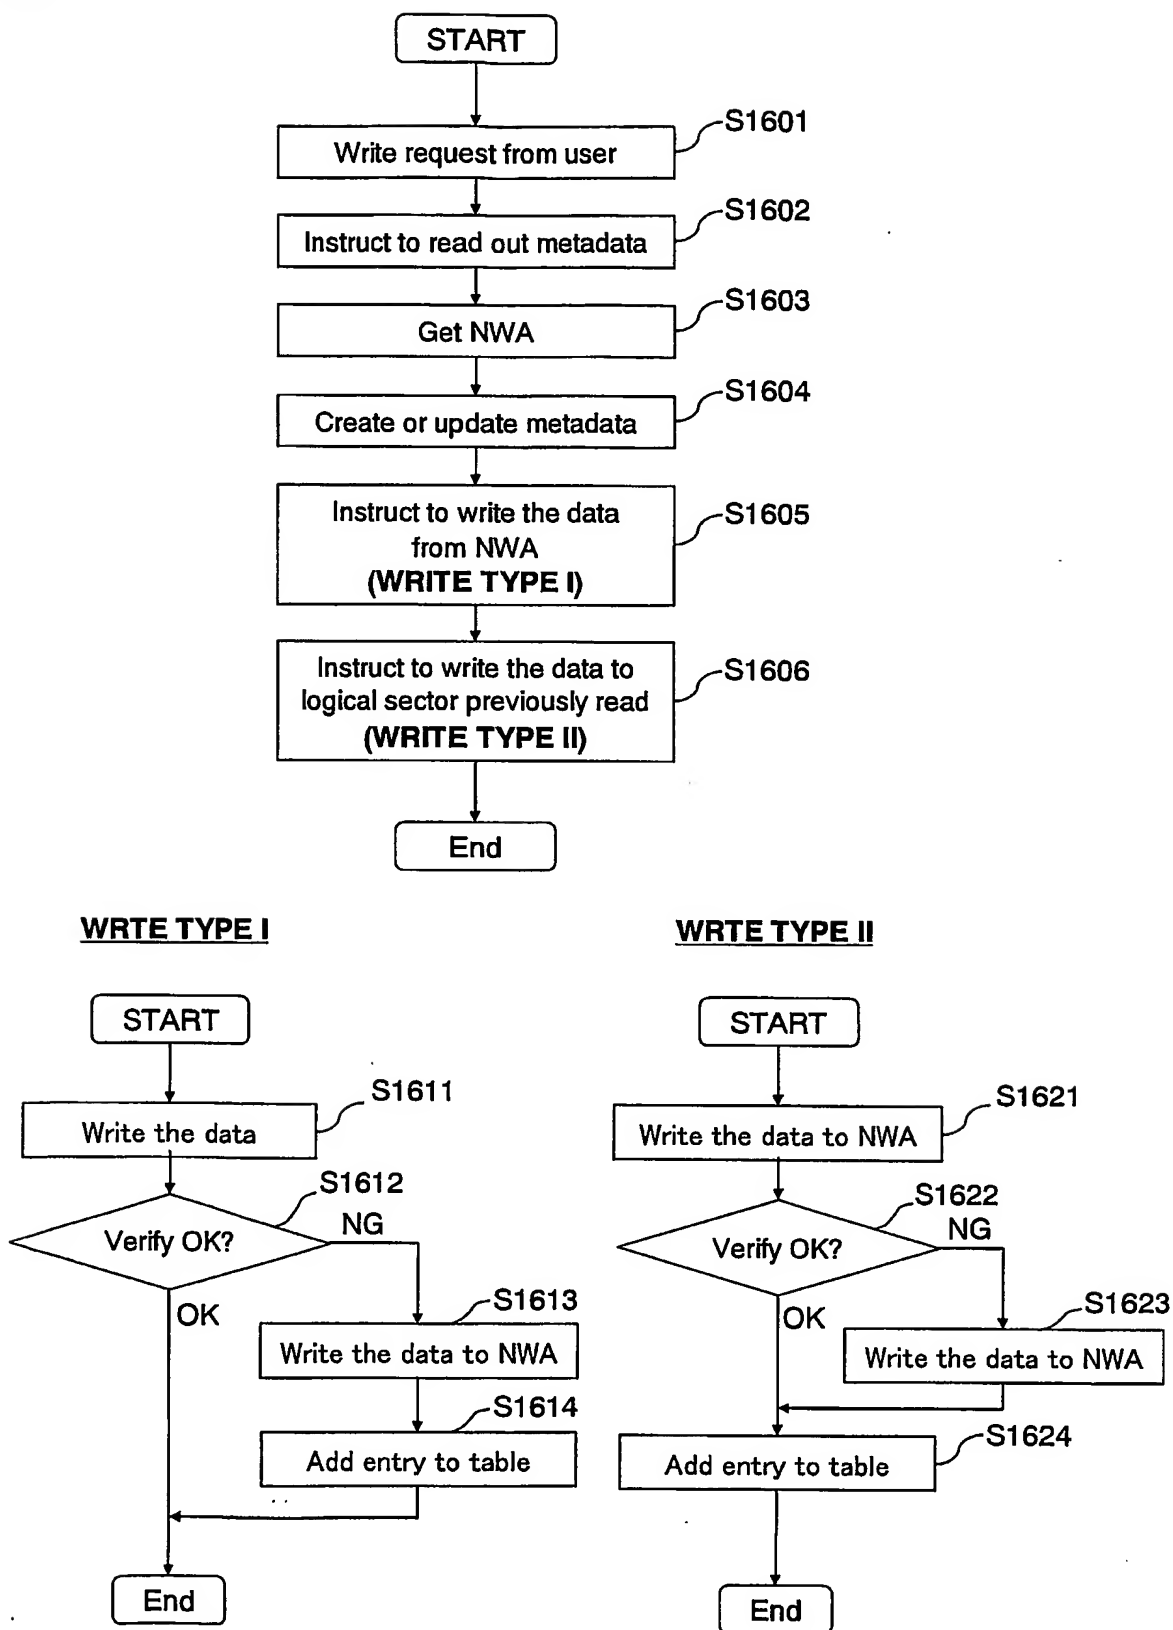 START
S1601
Write request from user
S1602
Instruct to read out metadata
S1603
Get NWA
S1604
Create or update metadata
S1605
Instruct to write the data
from NWA
(WRITE TYPE I)
S1606
Instruct to write the data to
logical sector previously read
(WRITE TYPE II)
End
WRTE TYPE I
START
S1611
Write the data
S1612
Verify OK?
NG
OK
S1613
Write the data to NWA
S1614
Add entry to table
End
WRTE TYPE II
START
S1621
Write the data to NWA
S1622
Verify OK?
NG
OK
S1623
Write the data to NWA
S1624
Add entry to table
End